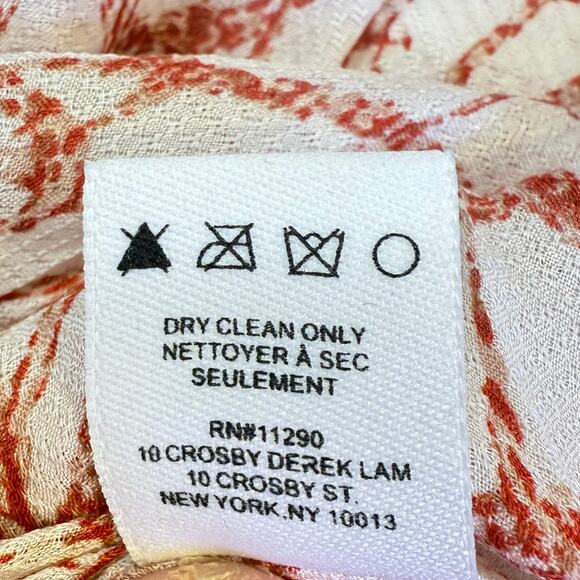 DRY CLEAN ONLY
NETTOYER À SEC
SEULEMENT
RN#11290
10 CROSBY DEREK LAM
10 CROSBY ST.
NEW YORK.NY 10013